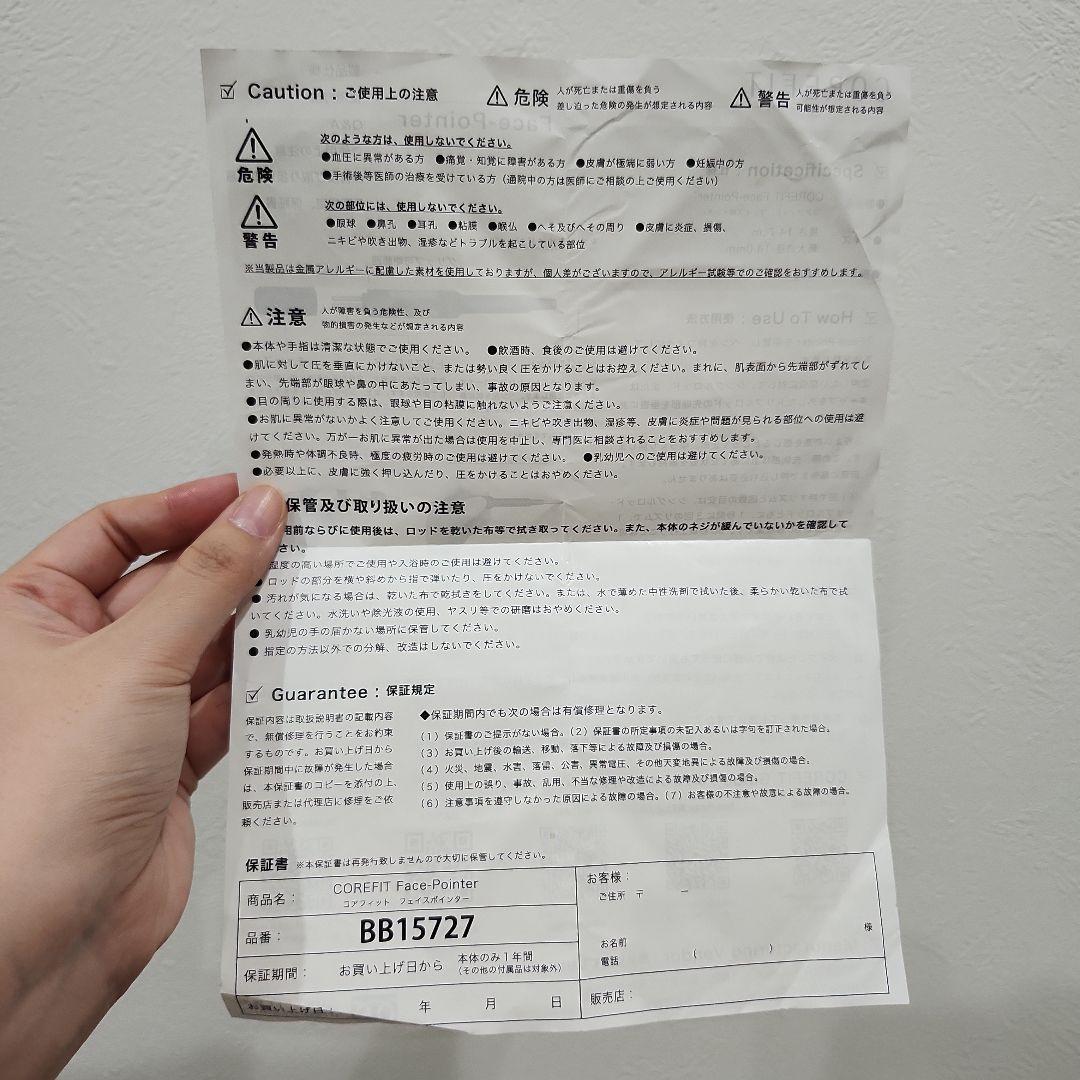 Caution : ご使用上の注意
危険 人が死亡または重傷を負う
差し迫った危険の発生が想定される内容
警告 人が死亡または重傷を負う
可能性が想定される内容
危険
次のような方は、使用しないでください。
●血圧に異常がある方 ●痛覚・知覚に障害がある方 ●皮膚が極端に弱い方 ●妊娠中の方
●手術後等医師の治療を受けている方（通院中の方は医師にご相談の上ご使用ください）
警告
次の部位には、使用しないでください。
●眼球 ●鼻孔 ●耳孔 ●粘膜 ●喉仏 ●へそ及びへその周り ●皮膚に炎症、損傷、
ニキビや吹き出物、湿疹などトラブルを起こしている部位
※当製品は金属アレルギーに配慮した素材を使用しておりますが、個人差がございますので、アレルギー試験等でのご確認をおすすめします。
注意 人が障害を負う危険性、及び
物的損害の発生などが想定される内容
●本体や手指は清潔な状態でご使用ください。 ●飲酒時、食後のご使用は避けてください。
●肌に対して圧を垂直にかけないこと、または勢い良く圧をかけることはお控えください。まれに、肌表面から先端部がずれてし
まい、先端部が眼球や鼻の中にあたってしまい、事故の原因となります。
●目の周りに使用する際は、眼球や目の粘膜に触れないようご注意ください。
●お肌に異常がないかよく注意してご使用ください。ニキビや吹き出物、湿疹等、皮膚に炎症や問題が見られる部位への使用は避
けてください。万が一お肌に異常が出た場合は使用を中止し、専門医に相談されることをおすすめします。
●発熱時や体調不良時、極度の疲労時のご使用は避けてください。 ●乳幼児へのご使用は避けてください。
●必要以上に、皮膚に強く押し込んだり、圧をかけることはおやめください。
保管及び取り扱いの注意
用前ならびに使用後は、ロッドを乾いた布等で拭き取ってください。また、本体のネジが緩んでいないかを確認して
さい。
湿度の高い場所でご使用や入浴時のご使用は避けてください。
● ロッドの部分を横や斜めから指で弾いたり、圧をかけないでください。
● 汚れが気になる場合は、乾いた布で乾拭きをしてください。または、水で薄めた中性洗剤で拭いた後、柔らかい乾いた布で拭
いてください。水洗いや除光液の使用、ヤスリ等での研磨はおやめください。
● 乳幼児の手の届かない場所に保管してください。
● 指定の方法以外での分解、改造はしないでください。
Guarantee : 保証規定
保証内容は取扱説明書の記載内容
で、無償修理を行うことをお約束
するものです。お買い上げ日から
保証期間中に故障が発生した場合
は、本保証書のコピーを添付の上、
販売店または代理店に修理をご依
頼ください。
◆保証期間内でも次の場合は有償修理となります。
（1）保証書のご提示がない場合。（2）保証書の所定事項の未記入あるいは字句を訂正された場合。
（3）お買い上げ後の輸送、移動、落下等による故障及び損傷の場合。
（4）火災、地震、水害、落雷、公害、異常電圧、その他天変地異による故障及び損傷の場合。
（5）使用上の誤り、事故、乱用、不当な修理や改造による故障及び損傷の場合。
（6）注意事項を遵守しなかった原因による故障の場合。（7）お客様の不注意や故意による故障の場合。
保証書 ※本保証書は再発行致しませんので大切に保管してください。
商品名： COREFIT Face-Pointer
コアフィット フェイスポインター
品番： BB15727
保証期間： お買い上げ日から 本体のみ1年間
（その他の付属品は対象外）
お買い上げ日： 年 月 日
お客様：
ご住所 〒 －
様
お名前
電話 （ ）
販売店：